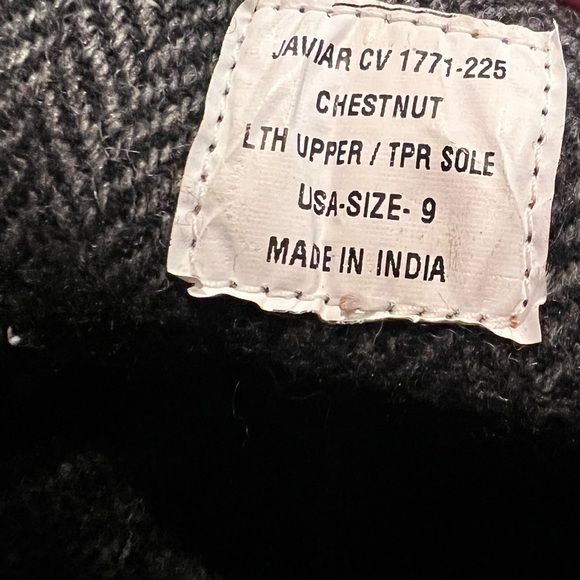 JAVIAR CV 1771-225
CHESTNUT
LTH UPPER / TPR SOLE
USA-SIZE- 9
MADE IN INDIA